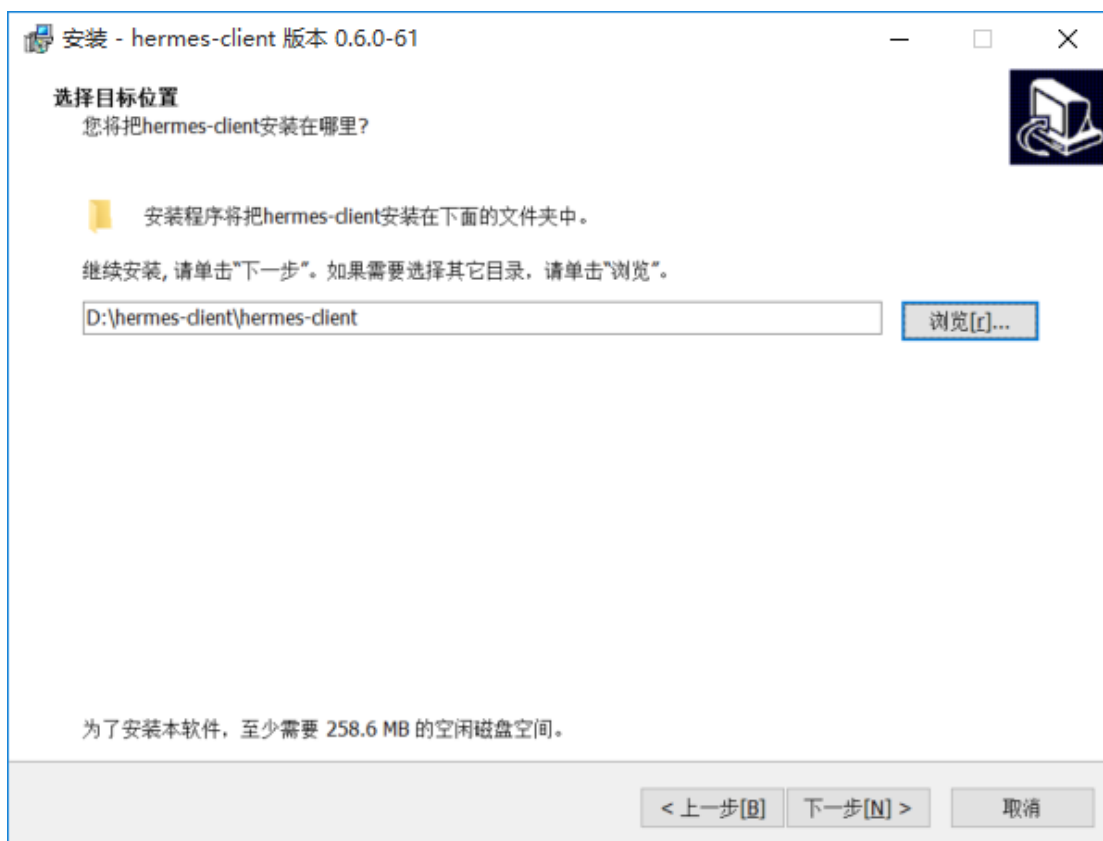 安装 - hermes-client 版本 0.6.0-61
选择目标位置
您将把hermes-client安装在哪里?
安装程序将把hermes-client安装在下面的文件夹中。
继续安装, 请单击“下一步”。如果需要选择其它目录，请单击“浏览”。
D:\hermes-client\hermes-client
浏览[r]...
为了安装本软件，至少需要 258.6 MB 的空闲磁盘空间。
< 上一步[B]
下一步[N] >
取消